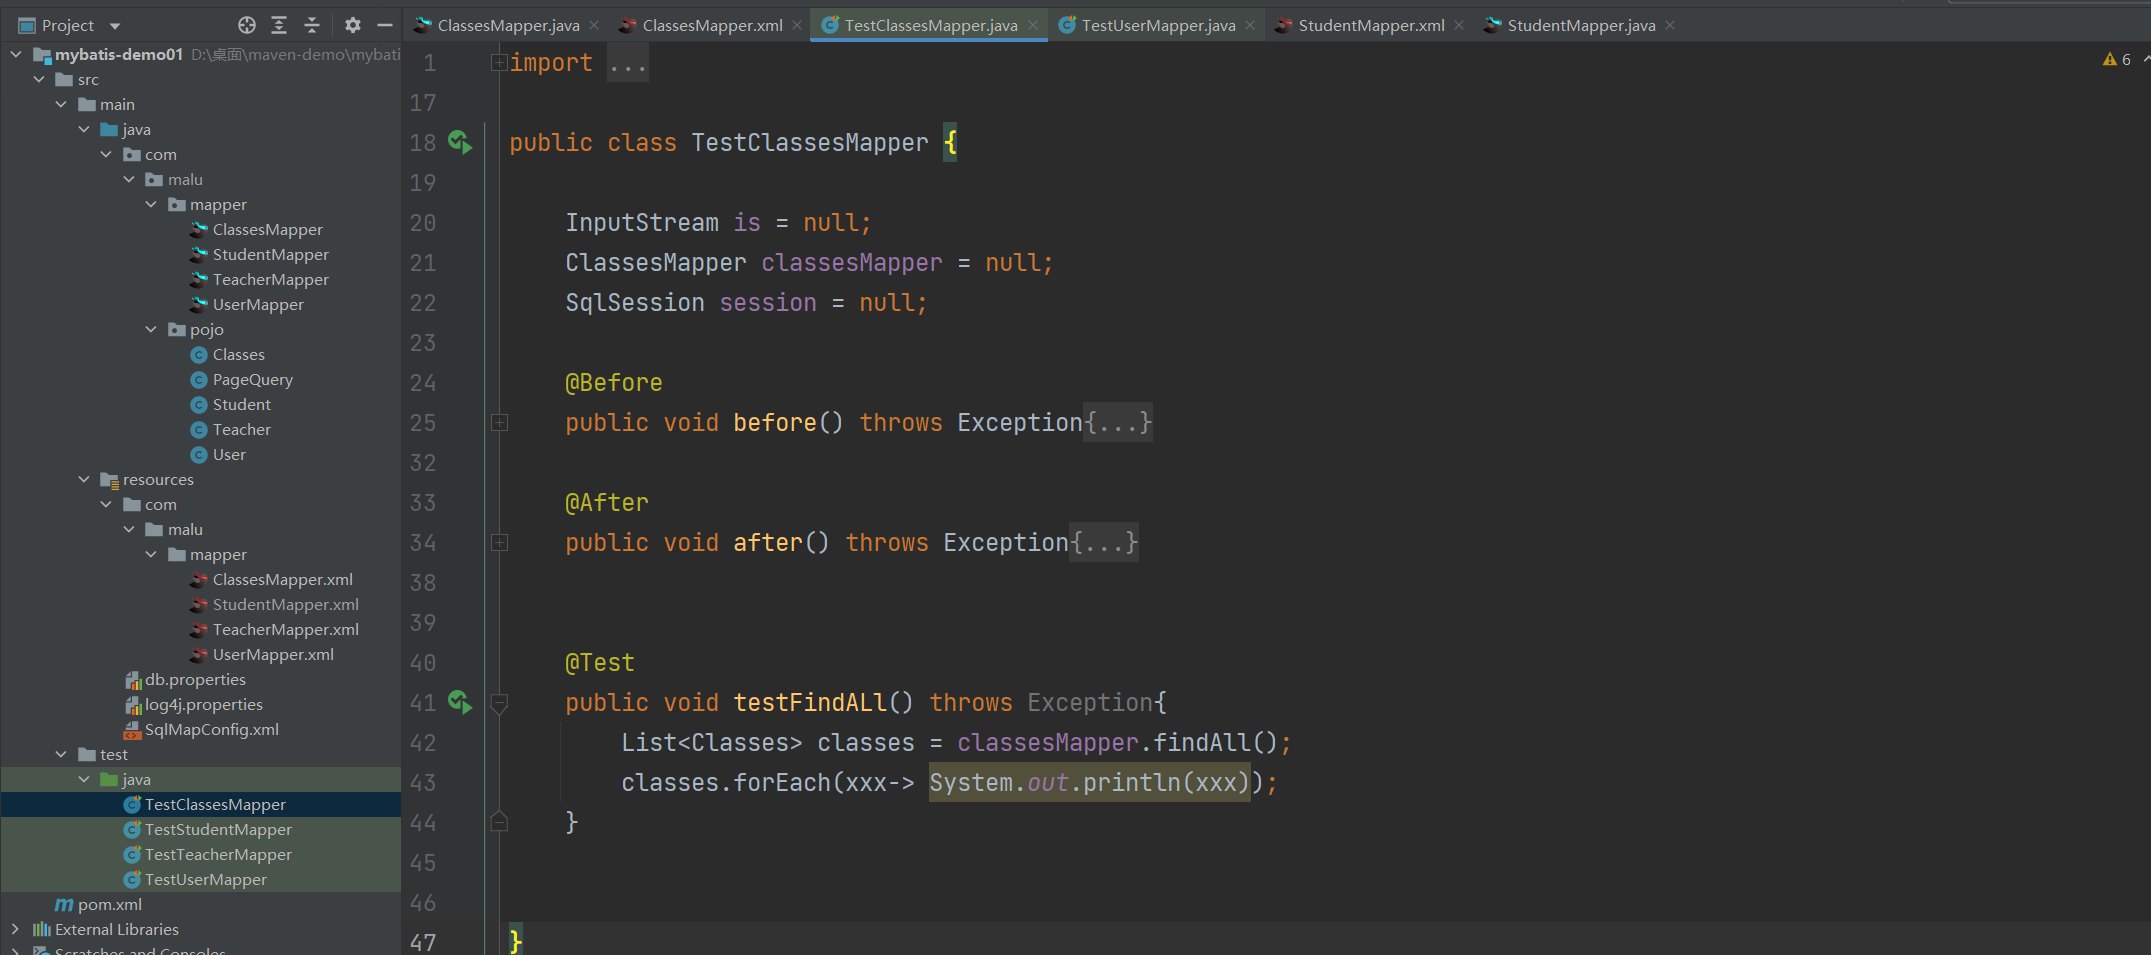 Project
ClassesMapper.java
ClassesMapper.xml
TestClassesMapper.java
TestUserMapper.java
StudentMapper.xml
StudentMapper.java
mybatis-demo01 D:\桌面\maven-demo\mybati
src
main
java
com
malu
mapper
ClassesMapper
StudentMapper
TeacherMapper
UserMapper
pojo
Classes
PageQuery
Student
Teacher
User
resources
com
malu
mapper
ClassesMapper.xml
StudentMapper.xml
TeacherMapper.xml
UserMapper.xml
db.properties
log4j.properties
SqlMapConfig.xml
test
java
TestClassesMapper
TestStudentMapper
TestTeacherMapper
TestUserMapper
pom.xml
External Libraries
Scratches and Consoles
6
1 import ...
17
18 public class TestClassesMapper {
19
20 InputStream is = null;
21 ClassesMapper classesMapper = null;
22 SqlSession session = null;
23
24 @Before
25 public void before() throws Exception{...}
32
33 @After
34 public void after() throws Exception{...}
38
39
40 @Test
41 public void testFindALl() throws Exception{
42 List<Classes> classes = classesMapper.findAll();
43 classes.forEach(xxx-> System.out.println(xxx));
44 }
45
46
47 }